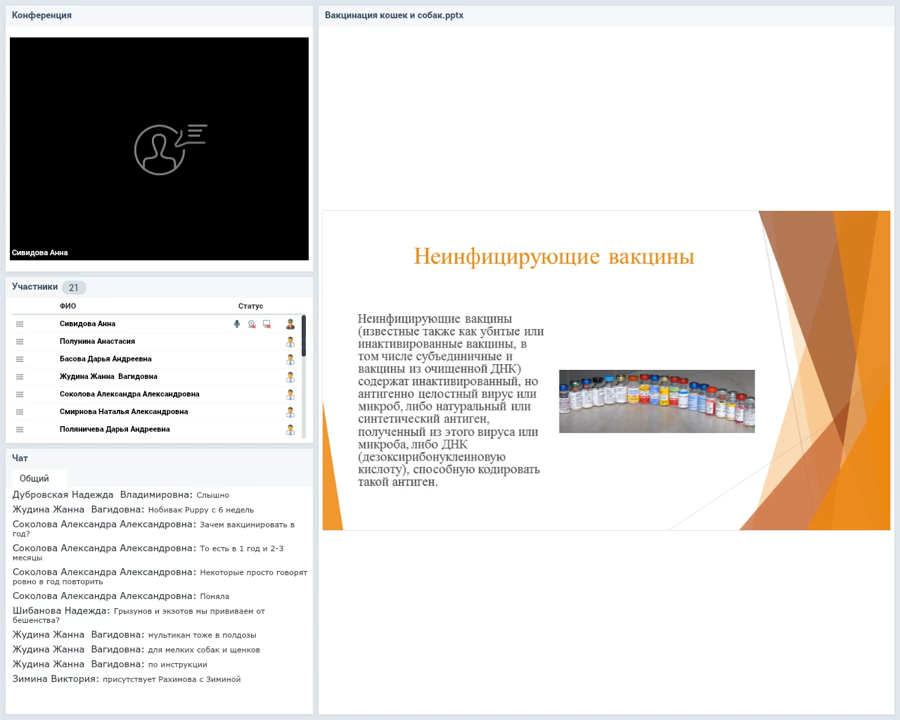 Конференция
Сивидова Анна
Участники 21
ФИО Статус
Сивидова Анна
Полунина Анастасия
Басова Дарья Андреевна
Жудина Жанна Вагидовна
Соколова Александра Александровна
Смирнова Наталья Александровна
Поляничева Дарья Андреевна
Чат
Общий
Дубровская Надежда Владимировна: Слышно
Жудина Жанна Вагидовна: Нобивак Puppy с 6 недель
Соколова Александра Александровна: Зачем вакцинировать в
год?
Соколова Александра Александровна: То есть в 1 год и 2-3
месяцы
Соколова Александра Александровна: Некоторые просто говорят
ровно в год повторить
Соколова Александра Александровна: Поняла
Шибанова Надежда: Грызунов и экзотов мы прививаем от
бешенства?
Жудина Жанна Вагидовна: мультикан тоже в полдозы
Жудина Жанна Вагидовна: для мелких собак и щенков
Жудина Жанна Вагидовна: по инструкции
Зимина Виктория: присутствует Рахимова с Зиминой
Вакцинация кошек и собак.pptx
Неинфицирующие вакцины
Неинфицирующие вакцины
(известные также как убитые или
инактивированные вакцины, в
том числе субъединичные и
вакцины из очищенной ДНК)
содержат инактивированный, но
антигенно целостный вирус или
микроб, либо натуральный или
синтетический антиген,
полученный из этого вируса или
микроба, либо ДНК
(дезоксирибонуклеиновую
кислоту), способную кодировать
такой антиген.